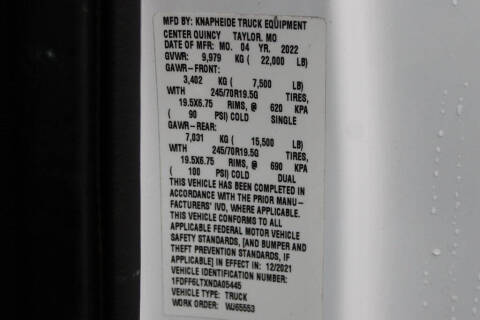 MFD BY: KNAPHEIDE TRUCK EQUIPMENT
CENTER QUINCY TAYLOR, MO
DATE OF MFR: MO. 04 YR. 2022
GVWR: 9,979 KG ( 22,000 LB)
GAWR-FRONT:
3,402 KG ( 7,500 LB)
WITH 245/70R19.5G TIRES,
19.5X6.75 RIMS, @ 620 KPA
( 90 PSI) COLD SINGLE
GAWR-REAR:
7,031 KG ( 15,500 LB)
WITH 245/70R19.5G TIRES,
19.5X6.75 RIMS, @ 690 KPA
( 100 PSI) COLD DUAL
THIS VEHICLE HAS BEEN COMPLETED IN
ACCORDANCE WITH THE PRIOR MANU-
FACTURERS' IVD, WHERE APPLICABLE.
THIS VEHICLE CONFORMS TO ALL
APPLICABLE FEDERAL MOTOR VEHICLE
SAFETY STANDARDS, [AND BUMPER AND
THEFT PREVENTION STANDARDS, IF
APPLICABLE] IN EFFECT IN: 12/2021
VEHICLE IDENTIFICATION NUMBER:
1FDFF6LTXNDA05445
VEHICLE TYPE: TRUCK
WORK ORDER: WJ65553